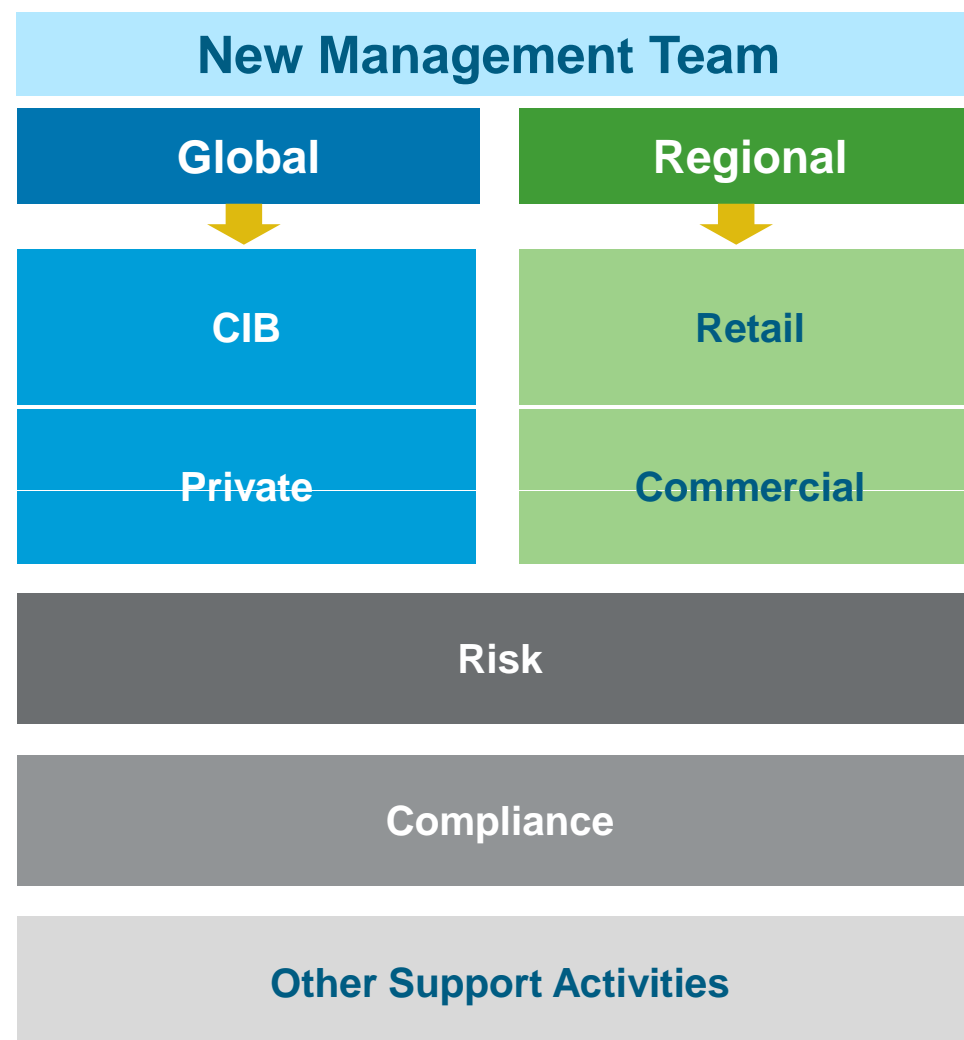 New Management Team
Global
Regional
CIB
Retail
Private
Commercial
Risk
Compliance
Other Support Activities